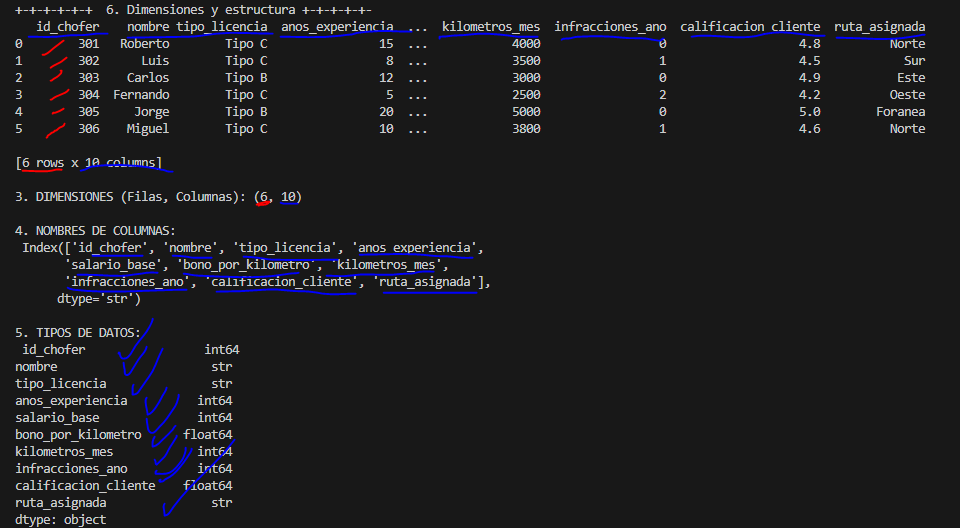 +-+-+-+-+-+  6. Dimensiones y estructura +-+-+-+-+-
   id_chofer    nombre tipo_licencia  anos_experiencia  ...  kilometros_mes  infracciones_ano  calificacion_cliente  ruta_asignada
0        301   Roberto        Tipo C                15  ...            4000                 0                   4.8          Norte
1        302      Luis        Tipo C                 8  ...            3500                 1                   4.5            Sur
2        303    Carlos        Tipo B                12  ...            3000                 0                   4.9           Este
3        304  Fernando        Tipo C                 5  ...            2500                 2                   4.2          Oeste
4        305     Jorge        Tipo B                20  ...            5000                 0                   5.0        Foranea
5        306    Miguel        Tipo C                10  ...            3800                 1                   4.6          Norte
[6 rows x 10 columns]
3. DIMENSIONES (Filas, Columnas): (6, 10)
4. NOMBRES DE COLUMNAS:
 Index(['id_chofer', 'nombre', 'tipo_licencia', 'anos_experiencia',
       'salario_base', 'bono_por_kilometro', 'kilometros_mes',
       'infracciones_ano', 'calificacion_cliente', 'ruta_asignada'],
      dtype='str')
5. TIPOS DE DATOS:
 id_chofer                 int64
nombre                      str
tipo_licencia               str
anos_experiencia          int64
salario_base              int64
bono_por_kilometro      float64
kilometros_mes            int64
infracciones_ano          int64
calificacion_cliente    float64
ruta_asignada               str
dtype: object